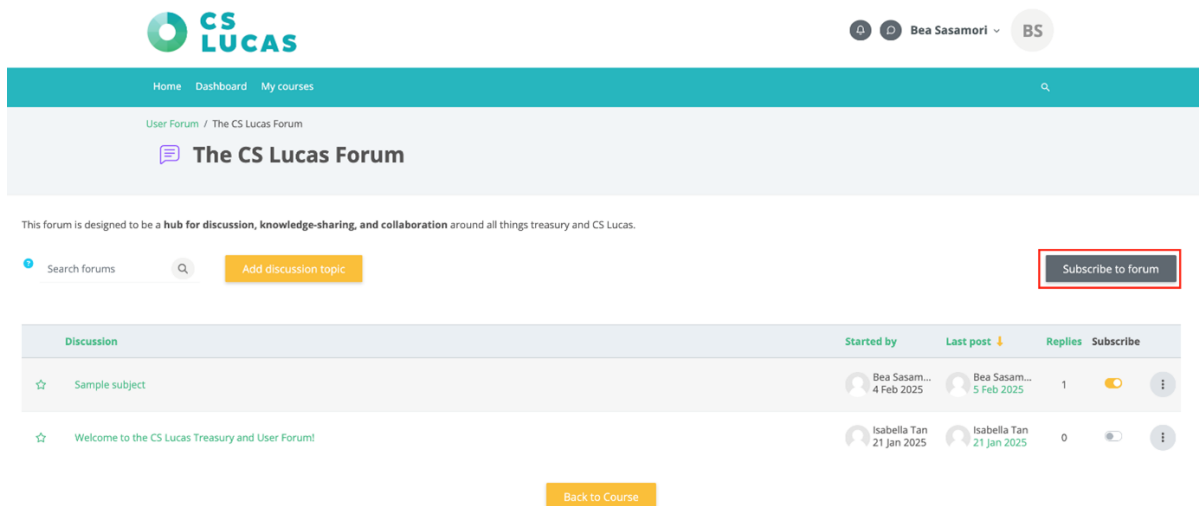 CS
LUCAS
Bea Sasamori
BS
Home Dashboard My courses
User Forum / The CS Lucas Forum
The CS Lucas Forum
This forum is designed to be a hub for discussion, knowledge-sharing, and collaboration around all things treasury and CS Lucas.
? Search forums Add discussion topic Subscribe to forum
Discussion Started by Last post ↓ Replies Subscribe
Sample subject Bea Sasam... 4 Feb 2025 Bea Sasam... 5 Feb 2025 1
Welcome to the CS Lucas Treasury and User Forum! Isabella Tan 21 Jan 2025 Isabella Tan 21 Jan 2025 0
Back to Course